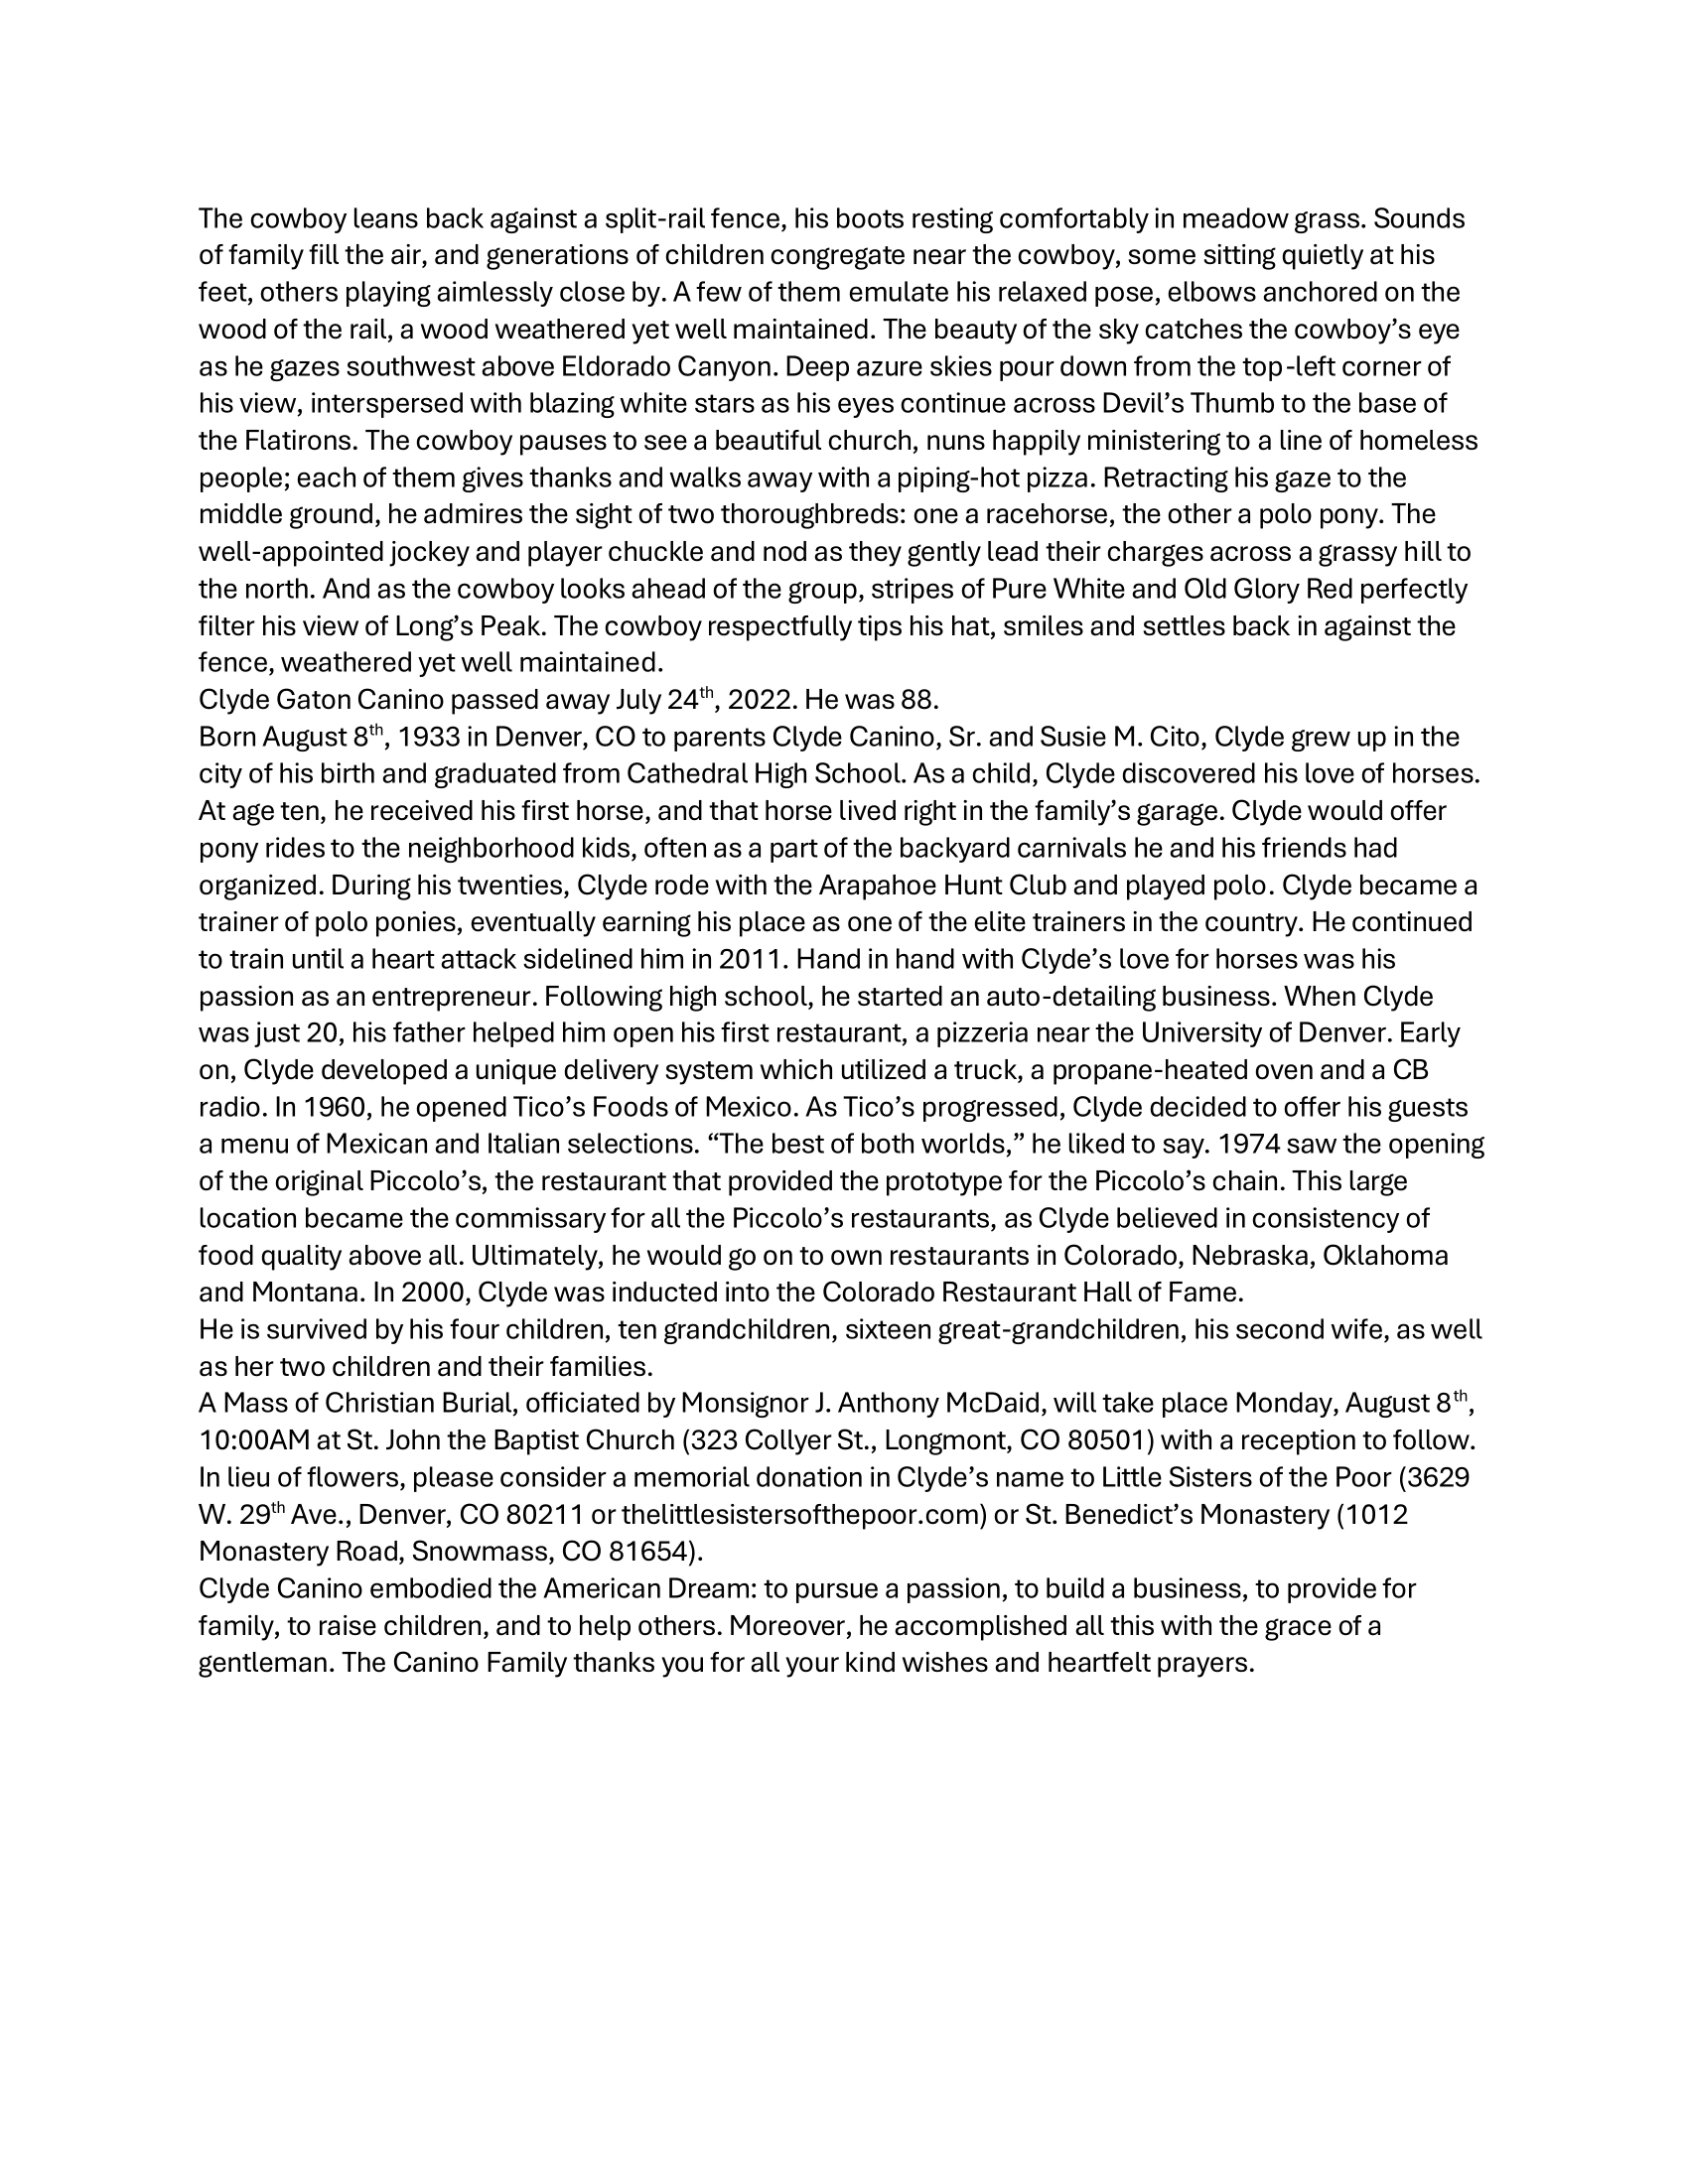 The cowboy leans back against a split-rail fence, his boots resting comfortably in meadow grass. Sounds
of family fill the air, and generations of children congregate near the cowboy, some sitting quietly at his
feet, others playing aimlessly close by. A few of them emulate his relaxed pose, elbows anchored on the
wood of the rail, a wood weathered yet well maintained. The beauty of the sky catches the cowboy’s eye
as he gazes southwest above Eldorado Canyon. Deep azure skies pour down from the top-left corner of
his view, interspersed with blazing white stars as his eyes continue across Devil’s Thumb to the base of
the Flatirons. The cowboy pauses to see a beautiful church, nuns happily ministering to a line of homeless
people; each of them gives thanks and walks away with a piping-hot pizza. Retracting his gaze to the
middle ground, he admires the sight of two thoroughbreds: one a racehorse, the other a polo pony. The
well-appointed jockey and player chuckle and nod as they gently lead their charges across a grassy hill to
the north. And as the cowboy looks ahead of the group, stripes of Pure White and Old Glory Red perfectly
filter his view of Long’s Peak. The cowboy respectfully tips his hat, smiles and settles back in against the
fence, weathered yet well maintained.
Clyde Gaton Canino passed away July 24th, 2022. He was 88.
Born August 8th, 1933 in Denver, CO to parents Clyde Canino, Sr. and Susie M. Cito, Clyde grew up in the
city of his birth and graduated from Cathedral High School. As a child, Clyde discovered his love of horses.
At age ten, he received his first horse, and that horse lived right in the family’s garage. Clyde would offer
pony rides to the neighborhood kids, often as a part of the backyard carnivals he and his friends had
organized. During his twenties, Clyde rode with the Arapahoe Hunt Club and played polo. Clyde became a
trainer of polo ponies, eventually earning his place as one of the elite trainers in the country. He continued
to train until a heart attack sidelined him in 2011. Hand in hand with Clyde’s love for horses was his
passion as an entrepreneur. Following high school, he started an auto-detailing business. When Clyde
was just 20, his father helped him open his first restaurant, a pizzeria near the University of Denver. Early
on, Clyde developed a unique delivery system which utilized a truck, a propane-heated oven and a CB
radio. In 1960, he opened Tico’s Foods of Mexico. As Tico’s progressed, Clyde decided to offer his guests
a menu of Mexican and Italian selections. “The best of both worlds,” he liked to say. 1974 saw the opening
of the original Piccolo’s, the restaurant that provided the prototype for the Piccolo’s chain. This large
location became the commissary for all the Piccolo’s restaurants, as Clyde believed in consistency of
food quality above all. Ultimately, he would go on to own restaurants in Colorado, Nebraska, Oklahoma
and Montana. In 2000, Clyde was inducted into the Colorado Restaurant Hall of Fame.
He is survived by his four children, ten grandchildren, sixteen great-grandchildren, his second wife, as well
as her two children and their families.
A Mass of Christian Burial, officiated by Monsignor J. Anthony McDaid, will take place Monday, August 8th,
10:00AM at St. John the Baptist Church (323 Collyer St., Longmont, CO 80501) with a reception to follow.
In lieu of flowers, please consider a memorial donation in Clyde’s name to Little Sisters of the Poor (3629
W. 29th Ave., Denver, CO 80211 or thelittlesistersofthepoor.com) or St. Benedict’s Monastery (1012
Monastery Road, Snowmass, CO 81654).
Clyde Canino embodied the American Dream: to pursue a passion, to build a business, to provide for
family, to raise children, and to help others. Moreover, he accomplished all this with the grace of a
gentleman. The Canino Family thanks you for all your kind wishes and heartfelt prayers.